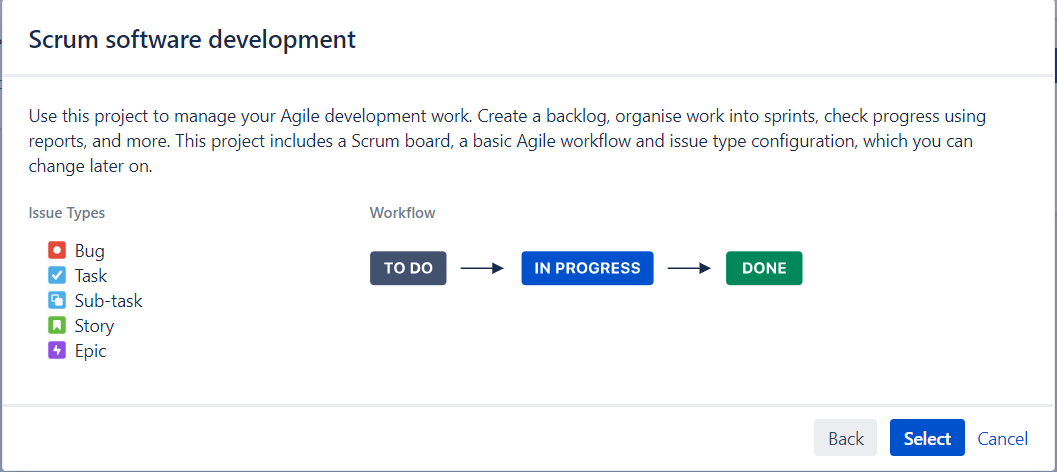 Scrum software development
Use this project to manage your Agile development work. Create a backlog, organise work into sprints, check progress using
reports, and more. This project includes a Scrum board, a basic Agile workflow and issue type configuration, which you can
change later on.
Issue Types
Bug
Task
Sub-task
Story
Epic
Workflow
TO DO
IN PROGRESS
DONE
Back
Select
Cancel